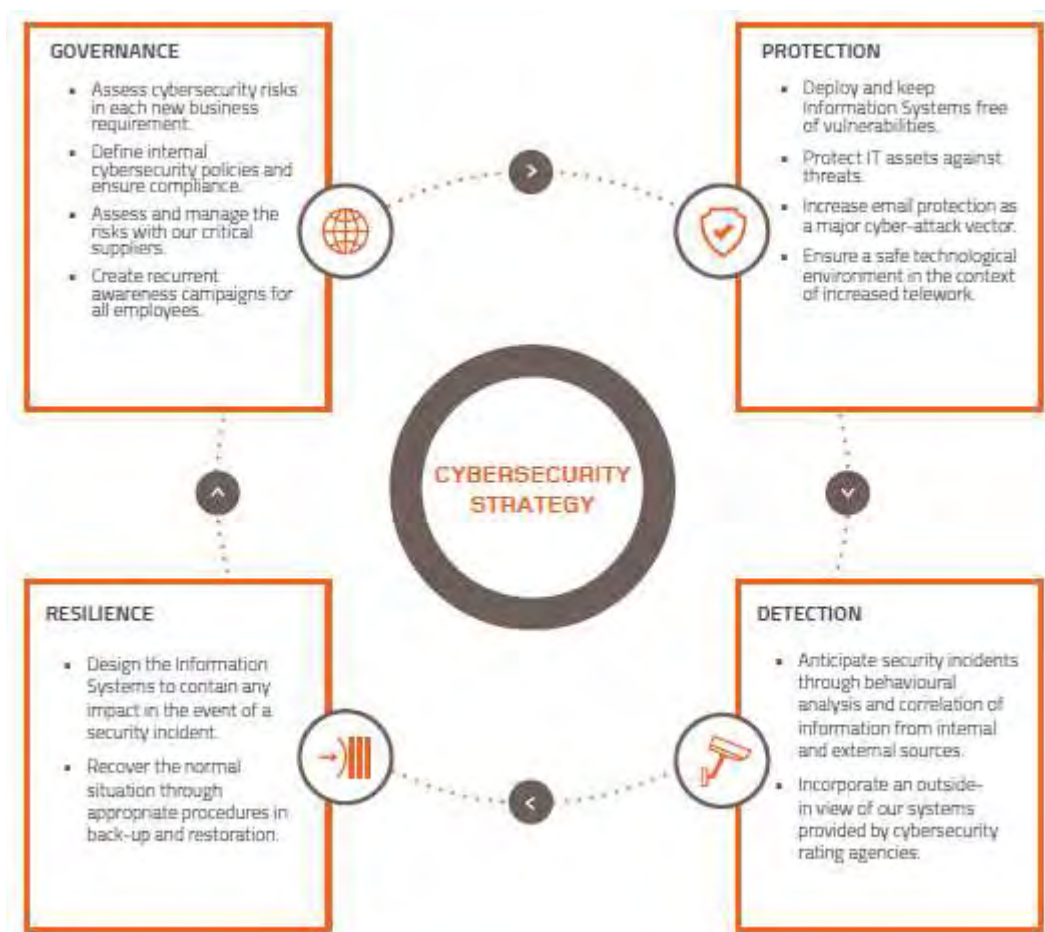 GOVERNANCE
▪ Assess cybersecurity risks
in each new business
requirement.
▪ Define internal
cybersecurity policies and
ensure compliance.
▪ Assess and manage the
risks with our critical
suppliers.
▪ Create recurrent
awareness campaigns for
all employees.
PROTECTION
▪ Deploy and keep
Information Systems free
of vulnerabilities.
▪ Protect IT assets against
threats.
▪ Increase email protection as
a major cyber-attack vector.
▪ Ensure a safe technological
environment in the context
of increased telework.
CYBERSECURITY
STRATEGY
RESILIENCE
▪ Design the Information
Systems to contain any
impact in the event of a
security incident.
▪ Recover the normal
situation through
appropriate procedures in
back-up and restoration.
DETECTION
▪ Anticipate security incidents
through behavioural
analysis and correlation of
information from internal
and external sources.
▪ Incorporate an outside-
in view of our systems
provided by cybersecurity
rating agencies.